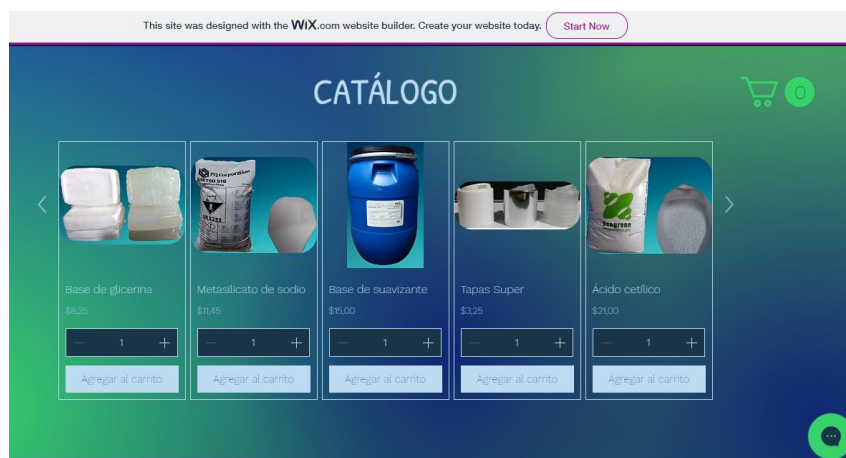 This site was designed with the WiX.com website builder. Create your website today. Start Now
CATÁLOGO
0
PQ Corporation
seagreen
Base de glicerina
Metasilicato de sodio
Base de suavizante
Tapas Super
Ácido cetílico
$8,25
$11,45
$15,00
$3,25
$21,00
— 1 +
— 1 +
— 1 +
— 1 +
— 1 +
Agregar al carrito
Agregar al carrito
Agregar al carrito
Agregar al carrito
Agregar al carrito